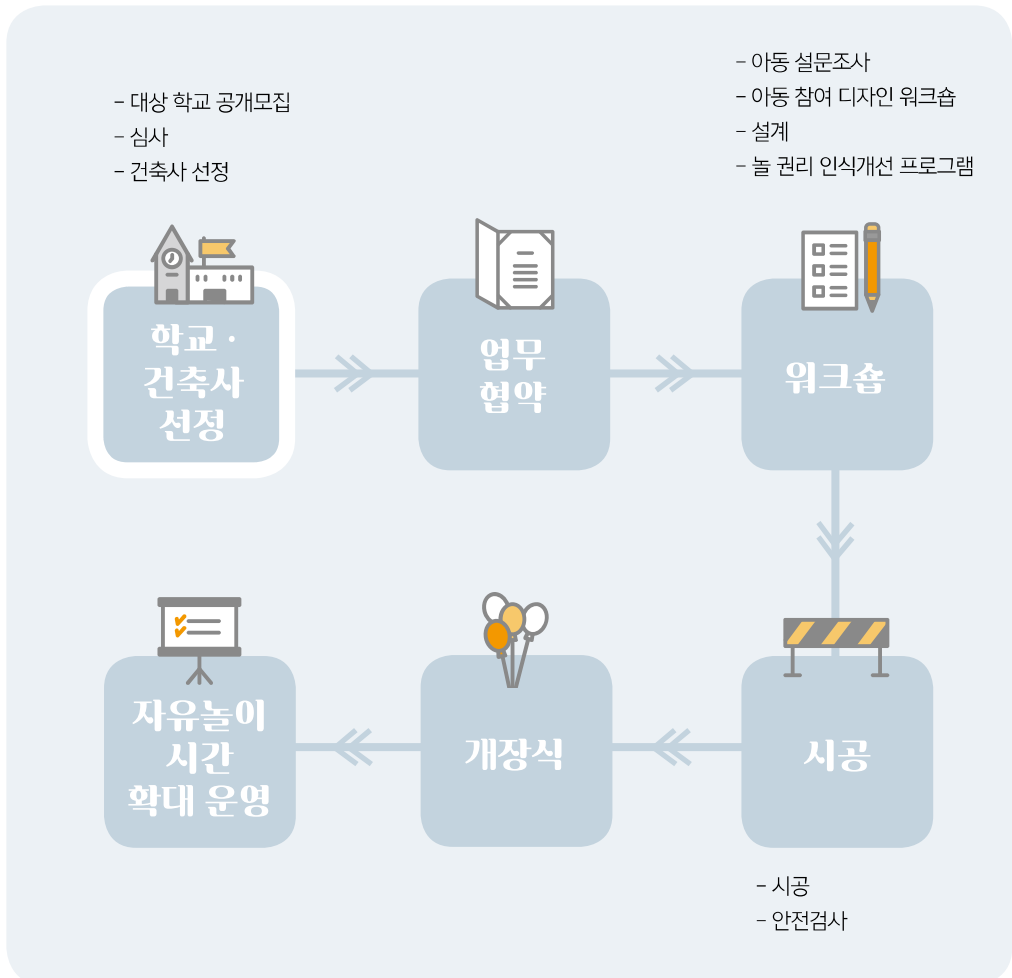 - 대상 학교 공개모집
- 심사
- 건축사 선정
학교 ·
건축사
선정
업무
협약
- 아동 설문조사
- 아동 참여 디자인 워크숍
- 설계
- 놀 권리 인식개선 프로그램
워크숍
시공
- 시공
- 안전검사
개장식
자유놀이
시간
확대 운영